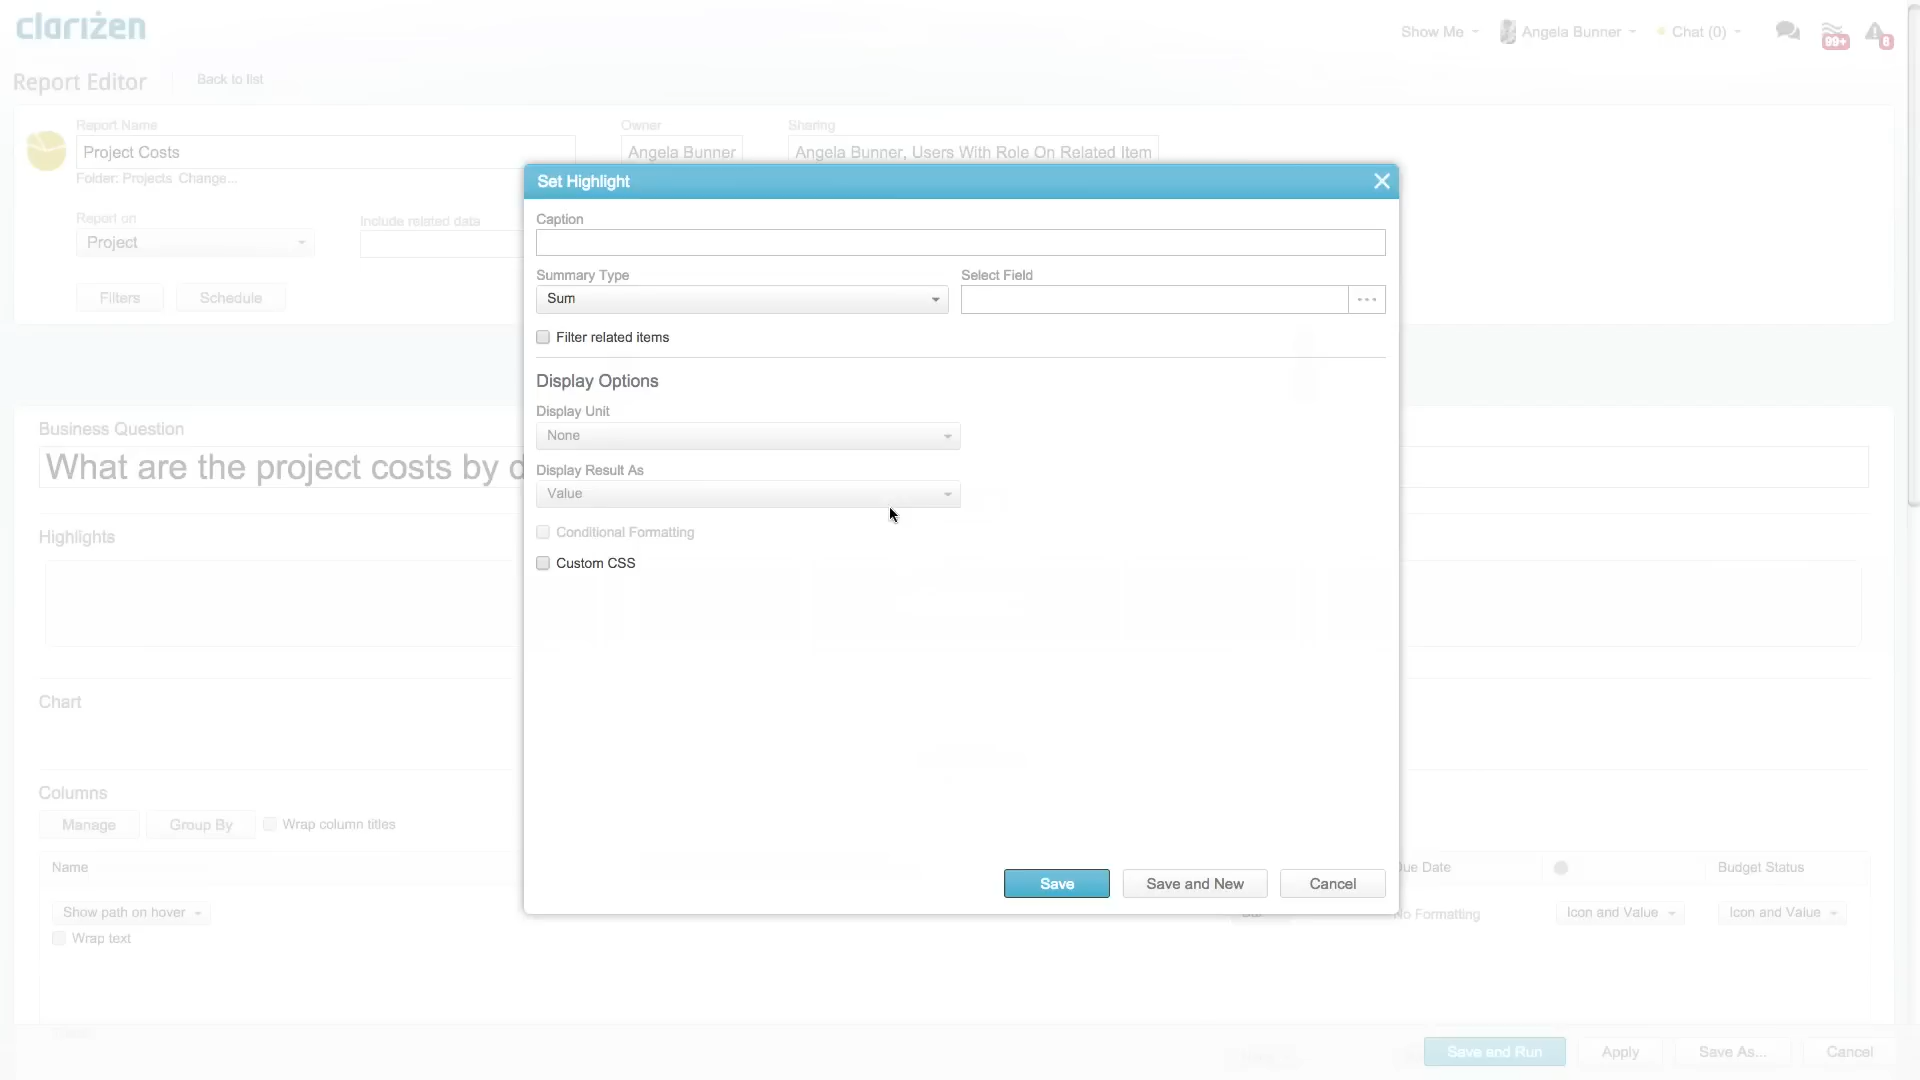 clarizen
Show Me
Angela Bunner
Chat (0)
99+
6
Report Editor
Back to list
Report Name
Owner
Sharing
Project Costs
Angela Bunner
Angela Bunner, Users With Role On Related Item
Folder: Projects Change...
Report on
Include related data
Project
Filters
Schedule
Set Highlight
Caption
Summary Type
Select Field
Sum
Filter related items
Display Options
Display Unit
None
Display Result As
Value
Conditional Formatting
Custom CSS
Save
Save and New
Cancel
Business Question
What are the project costs by
Highlights
Chart
Columns
Manage
Group By
Wrap column titles
Name
Due Date
Budget Status
Show path on hover
No Formatting
Icon and Value
Icon and Value
Wrap text
Save and Run
Apply
Save As...
Cancel